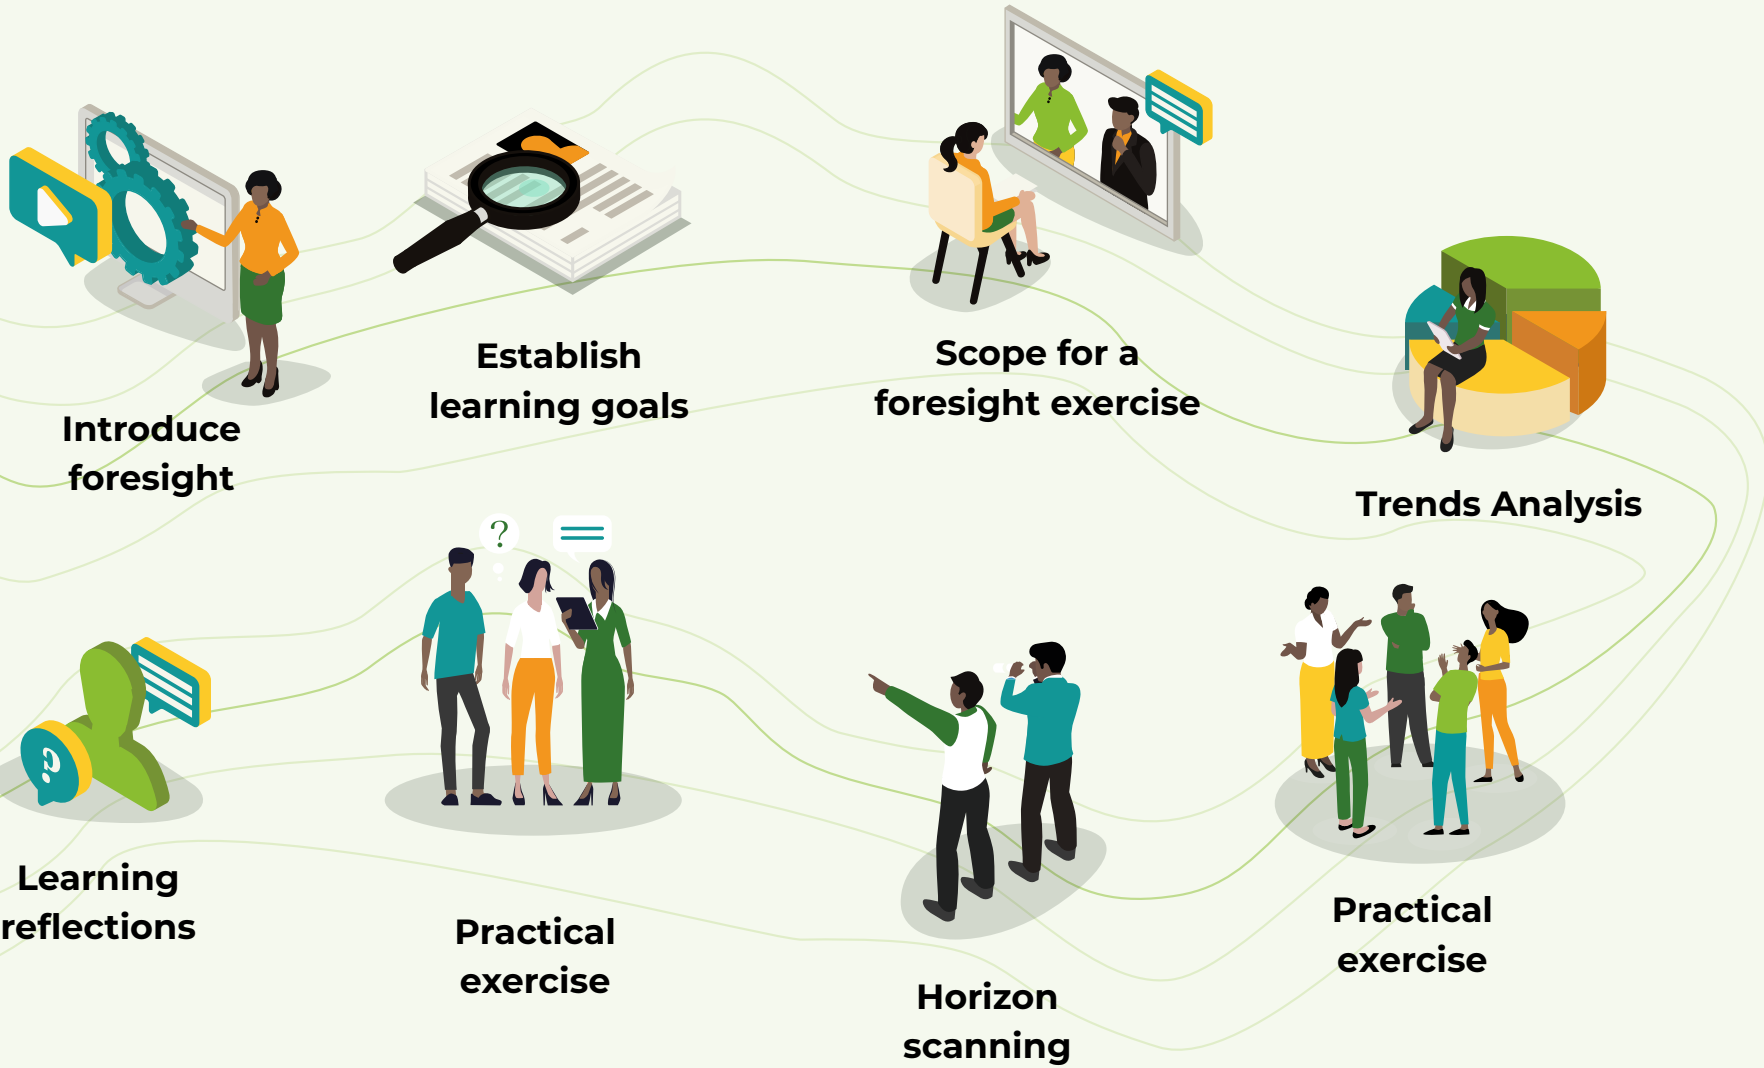 Introduce
foresight
Establish
learning goals
Scope for a
foresight exercise
Trends Analysis
?
Practical
exercise
Horizon
scanning
?
Practical
exercise
?
Learning
reflections